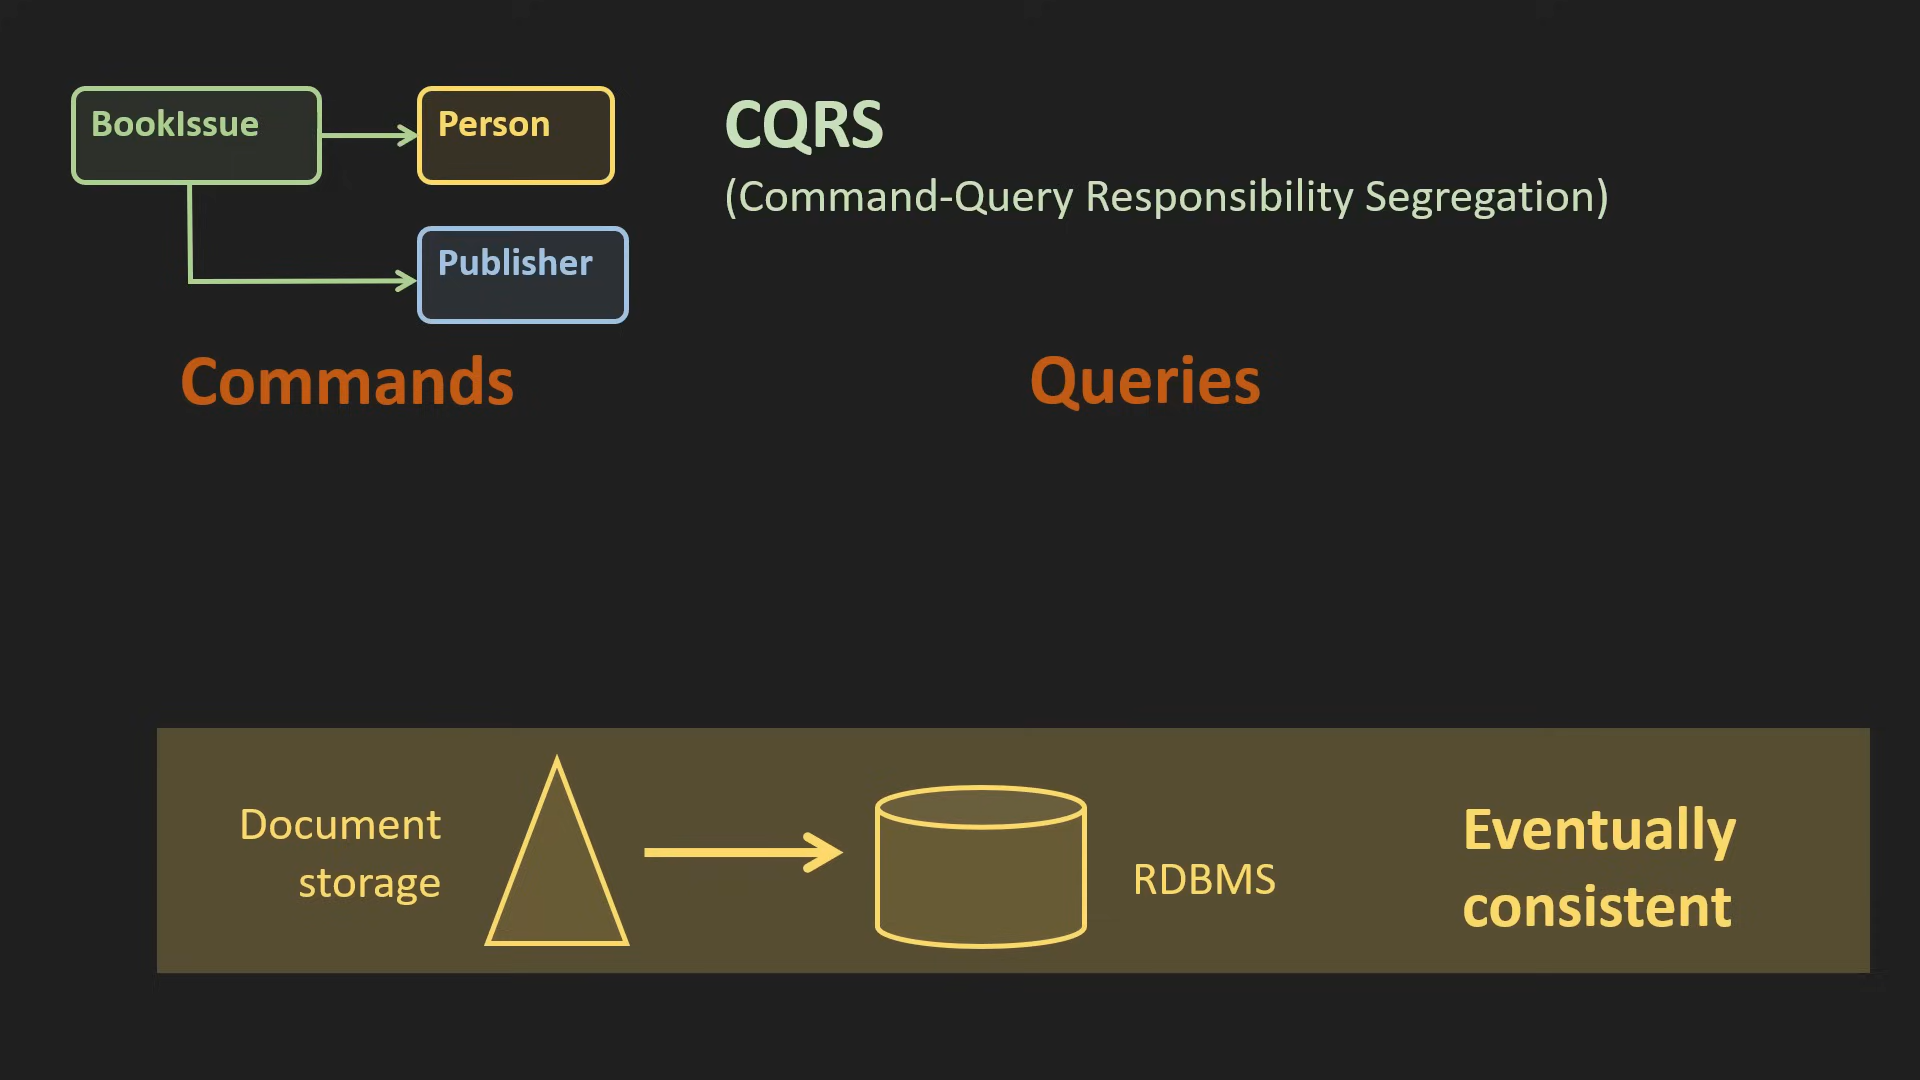 BookIssue
Person
CQRS
(Command-Query Responsibility Segregation)
Publisher
Commands
Queries
Document
storage
RDBMS
Eventually
consistent